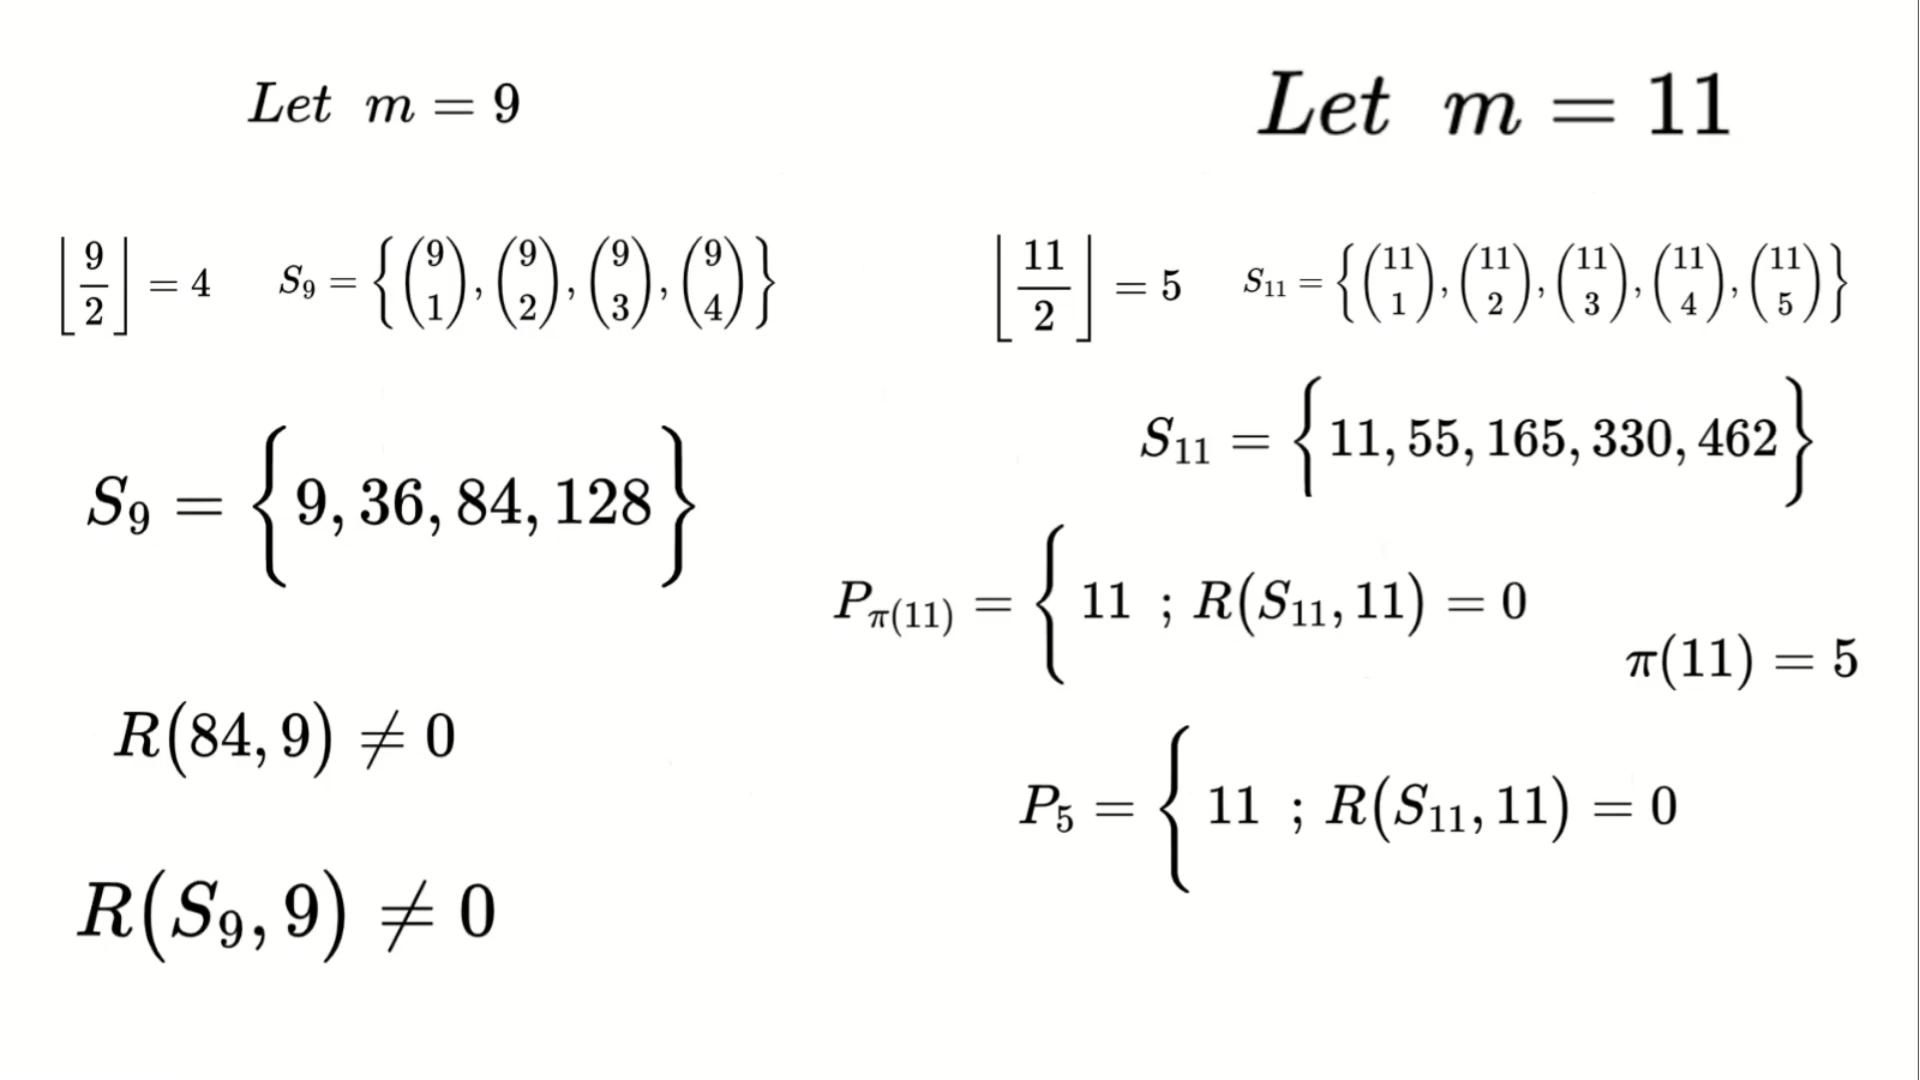 Let m = 9
⌊9/2⌋ = 4
S₉ = {(9 1), (9 2), (9 3), (9 4)}
S₉ = {9, 36, 84, 128}
R(84, 9) ≠ 0
R(S₉, 9) ≠ 0
Let m = 11
⌊11/2⌋ = 5
S₁₁ = {(11 1), (11 2), (11 3), (11 4), (11 5)}
S₁₁ = {11, 55, 165, 330, 462}
P_π(11) = { 11 ; R(S₁₁, 11) = 0
π(11) = 5
P₅ = { 11 ; R(S₁₁, 11) = 0